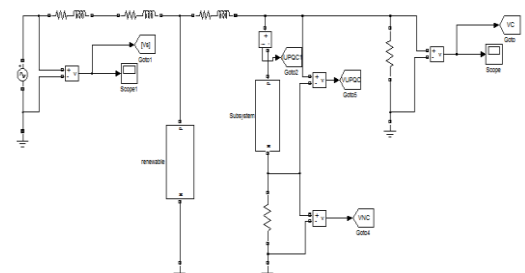 [Vs]
Goto1
Scope1
renewable
UPQC1
Goto2
Subsystem
VUPQC
Goto5
VNC
Goto4
VC
Goto
Scope